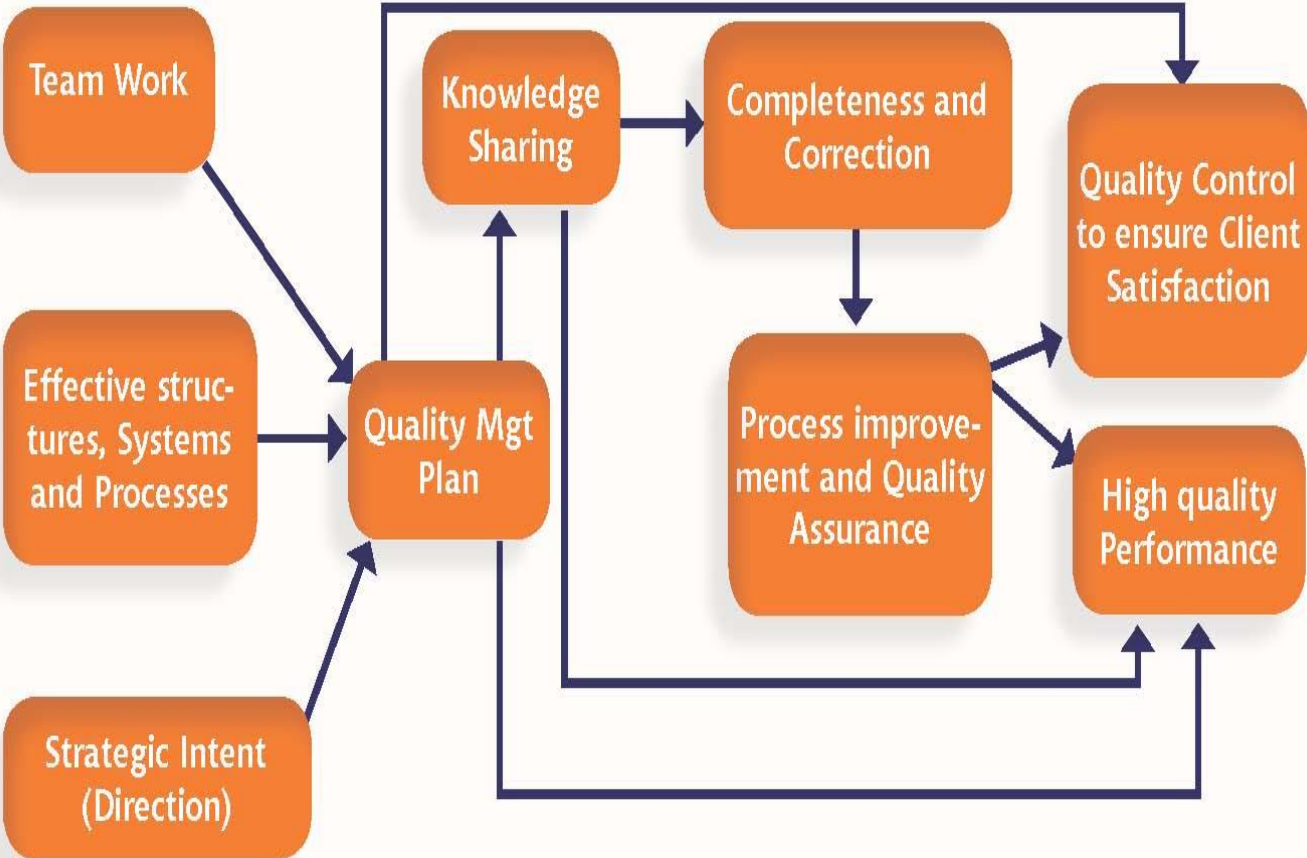 Team Work
Knowledge
Sharing
Completeness and
Correction
Quality Control
to ensure Client
Satisfaction
Effective struc-
tures, Systems
and Processes
Quality Mgt
Plan
Process improve-
ment and Quality
Assurance
High quality
Performance
Strategic Intent
(Direction)